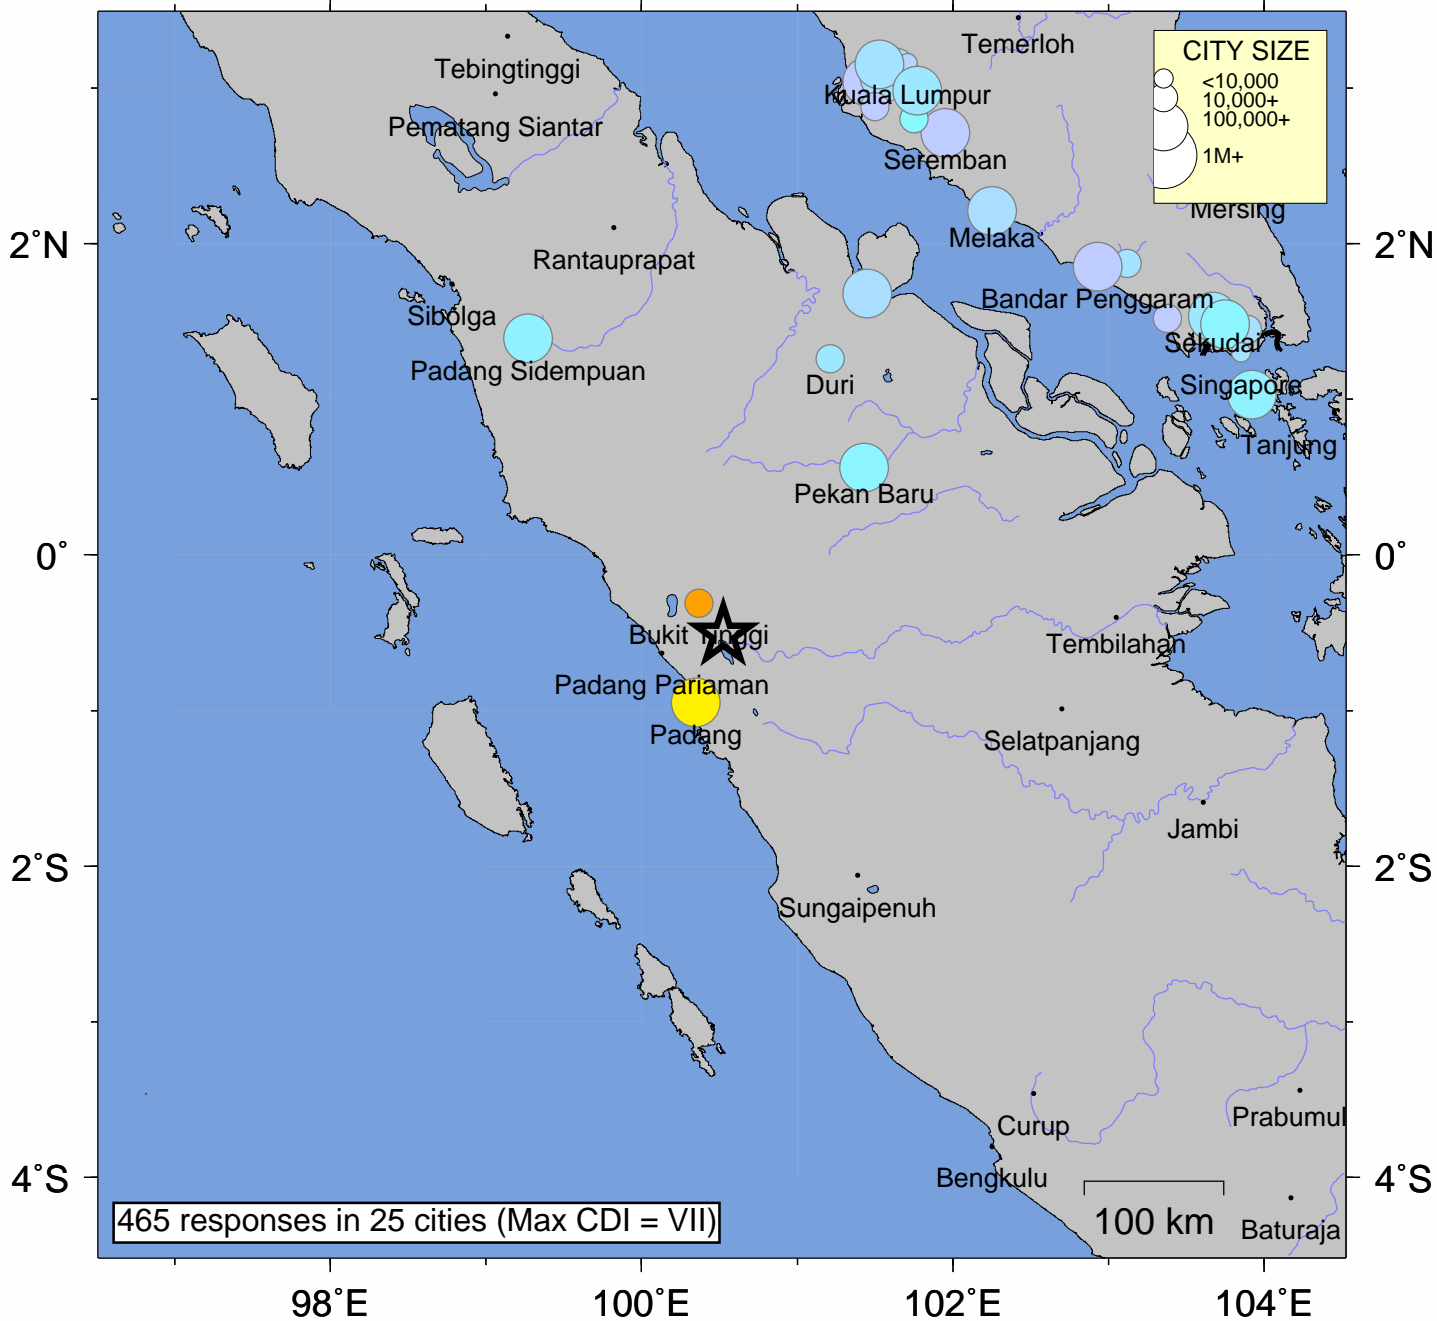 Temerloh
CITY SIZE
<10,000
10,000+
100,000+
1M+
Tebingtinggi
Kuala Lumpur
Pematang Siantar
Seremban
Mersing
2°N
Melaka
2°N
Rantauprapat
Bandar Penggaram
Sibolga
Sekudai
Padang Sidempuan
Duri
Singapore
Tanjung
Pekan Baru
0°
0°
Bukit Tinggi
Tembilahan
Padang Pariaman
Padang
Selatpanjang
Jambi
2°S
2°S
Sungaipenuh
Curup
Prabumul
4°S
Bengkulu
4°S
465 responses in 25 cities (Max CDI = VII)
100 km
Baturaja
98°E
100°E
102°E
104°E